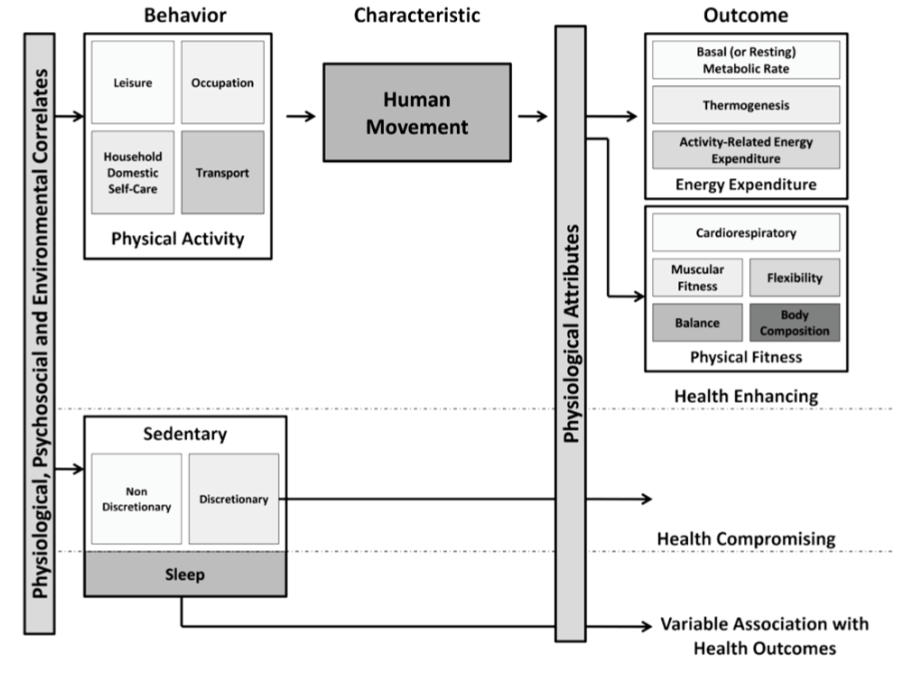 Behavior
Characteristic
Outcome
Physiological, Psychosocial and Environmental Correlates
Leisure
Occupation
Household
Domestic
Self-Care
Transport
Physical Activity
Human
Movement
Physiological Attributes
Basal (or Resting)
Metabolic Rate
Thermogenesis
Activity-Related Energy
Expenditure
Energy Expenditure
Cardiorespiratory
Muscular
Fitness
Flexibility
Balance
Body
Composition
Physical Fitness
Health Enhancing
Sedentary
Non
Discretionary
Discretionary
Health Compromising
Sleep
Variable Association with
Health Outcomes